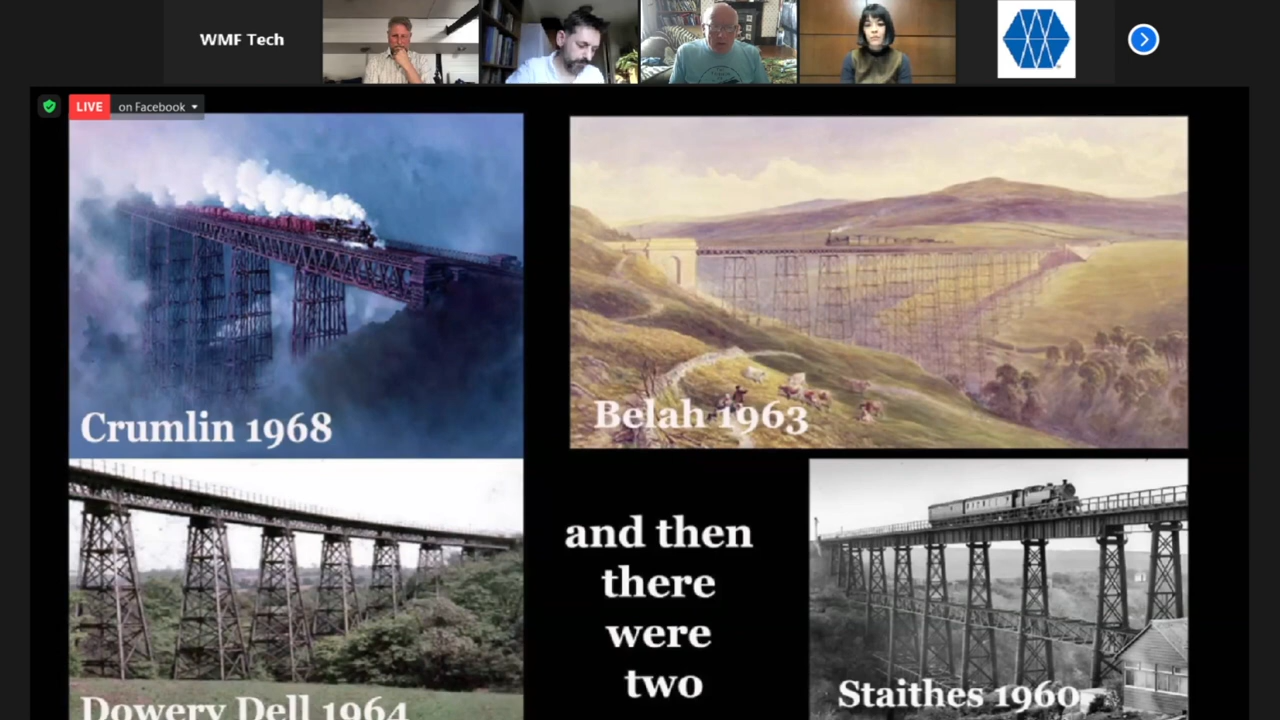 WMF Tech
LIVE on Facebook
Crumlin 1968
Belah 1963
and then
there
were
two
Dowery Dell 1964
Staithes 1960